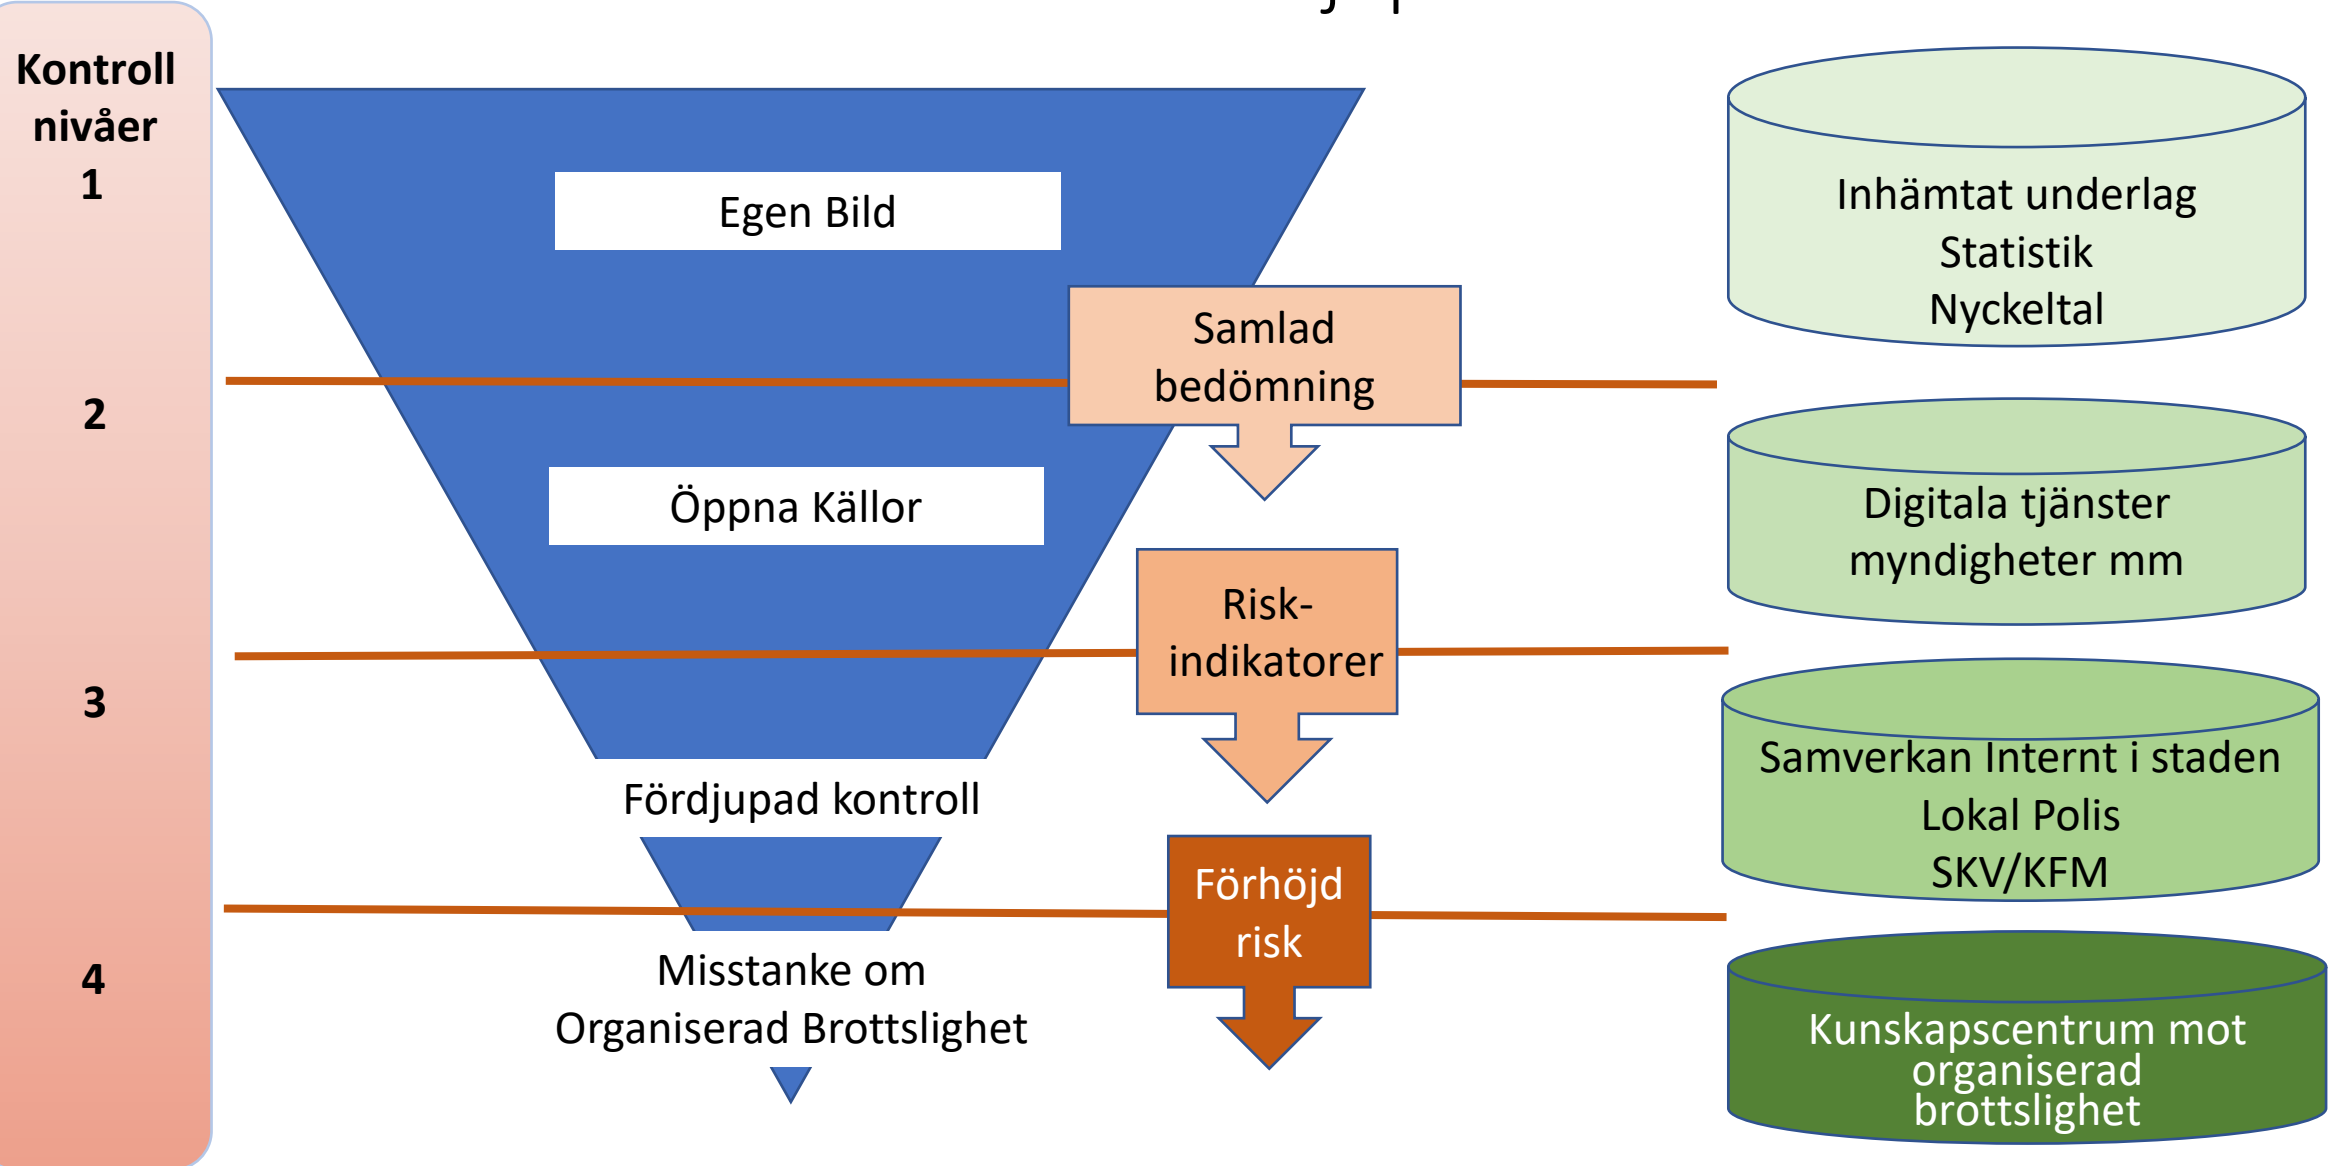 Kontroll
nivåer
1
2
3
4
Egen Bild
Öppna Källor
Fördjupad kontroll
Misstanke om
Organiserad Brottslighet
Samlad
bedömning
Risk-
indikatorer
Förhöjd
risk
Inhämtat underlag
Statistik
Nyckeltal
Digitala tjänster
myndigheter mm
Samverkan Internt i staden
Lokal Polis
SKV/KFM
Kunskapscentrum mot
organiserad
brottslighet